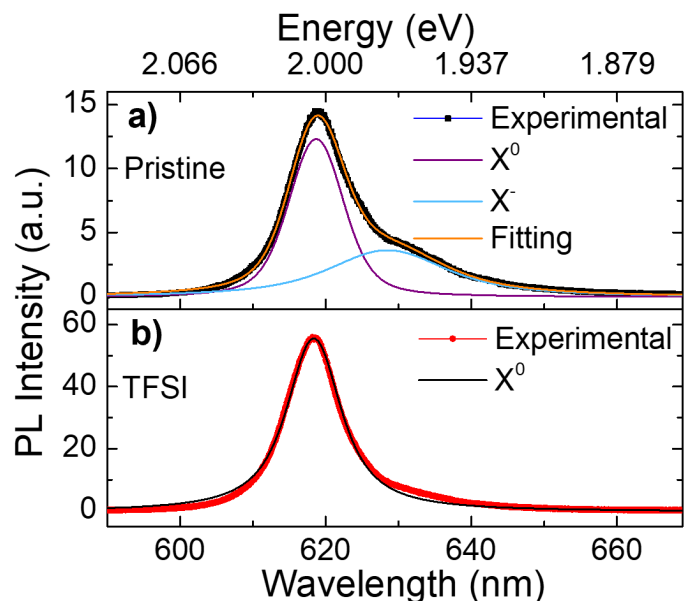 Energy (eV)
2.066 2.000 1.937 1.879
15
10
5
0
a)
Pristine
Experimental
X⁰
X⁻
Fitting
PL Intensity (a.u.)
60
40
20
0
b)
TFSI
Experimental
X⁰
600 620 640 660
Wavelength (nm)